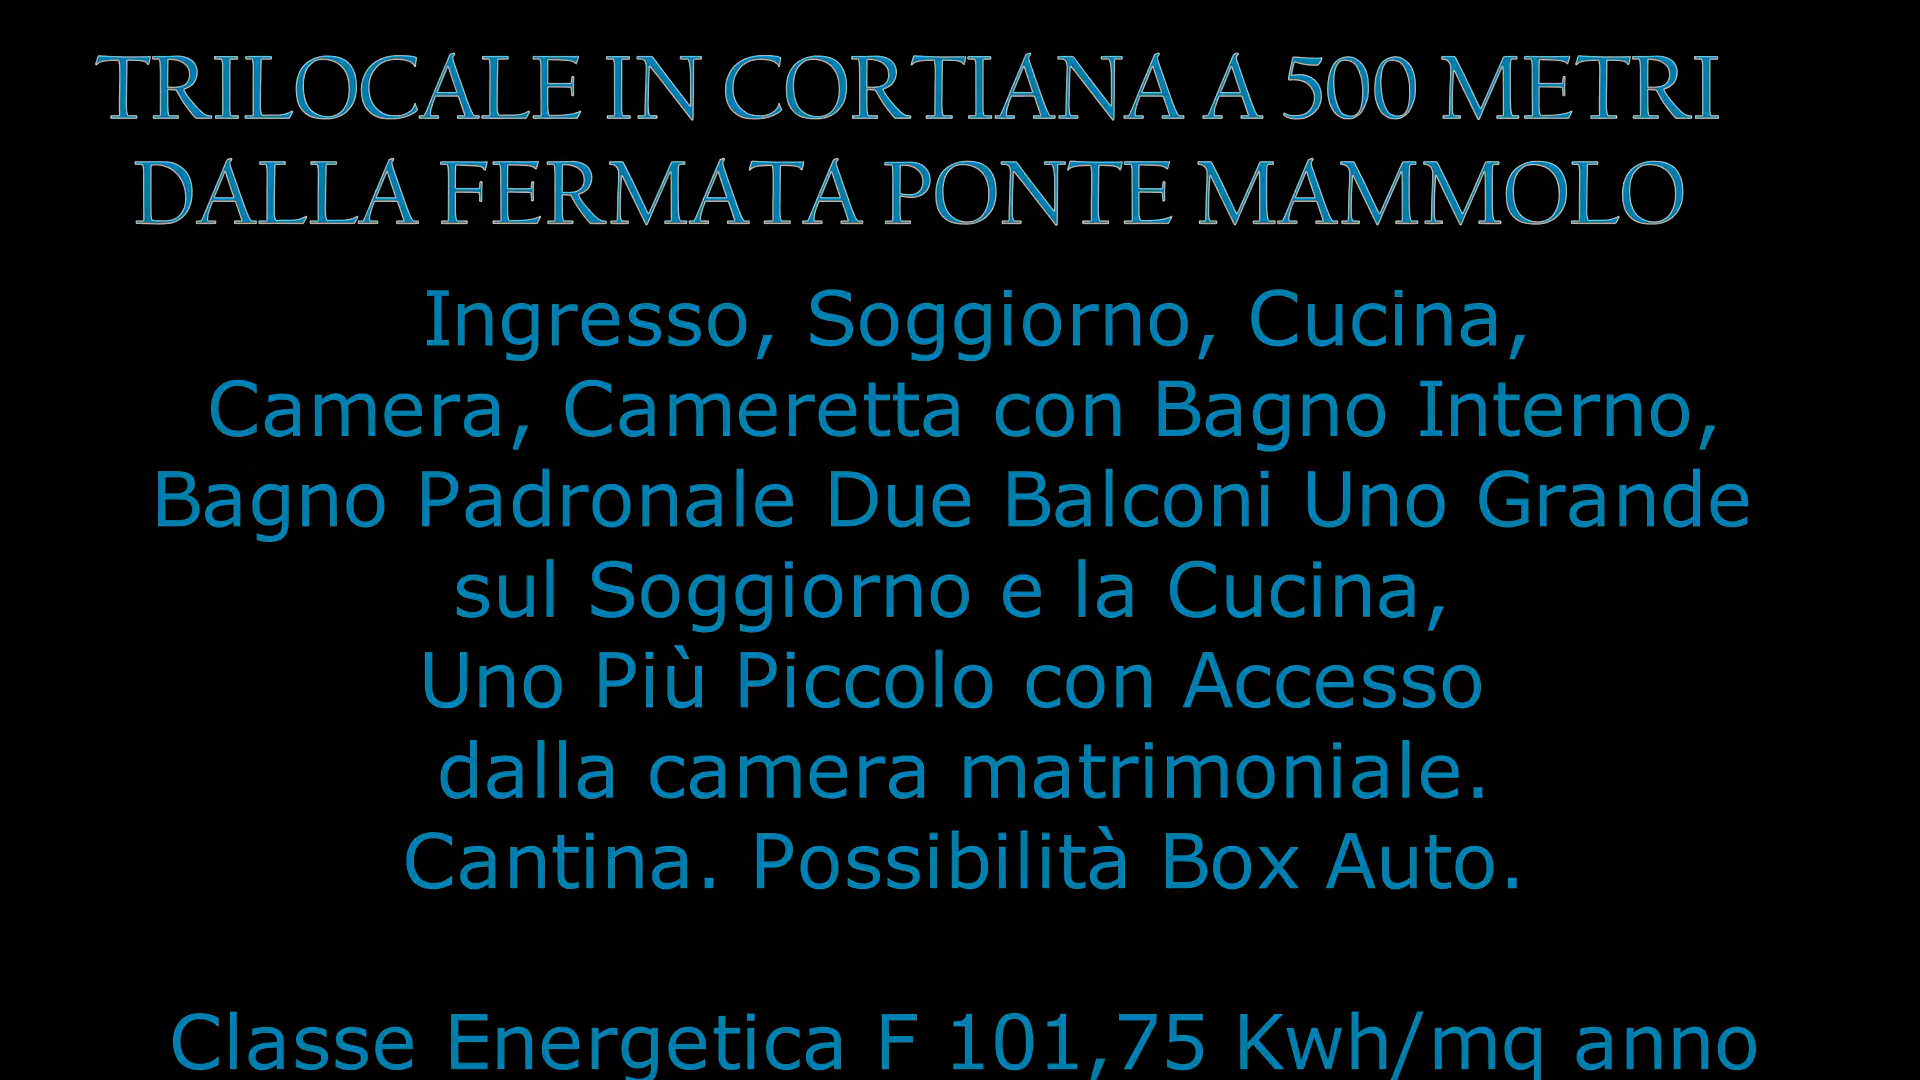 TRILOCALE IN CORTIANA A 500 METRI
DALLA FERMATA PONTE MAMMOLO
Ingresso, Soggiorno, Cucina,
Camera, Cameretta con Bagno Interno,
Bagno Padronale Due Balconi Uno Grande
sul Soggiorno e la Cucina,
Uno Più Piccolo con Accesso
dalla camera matrimoniale.
Cantina. Possibilità Box Auto.
Classe Energetica F 101,75 Kwh/mq anno